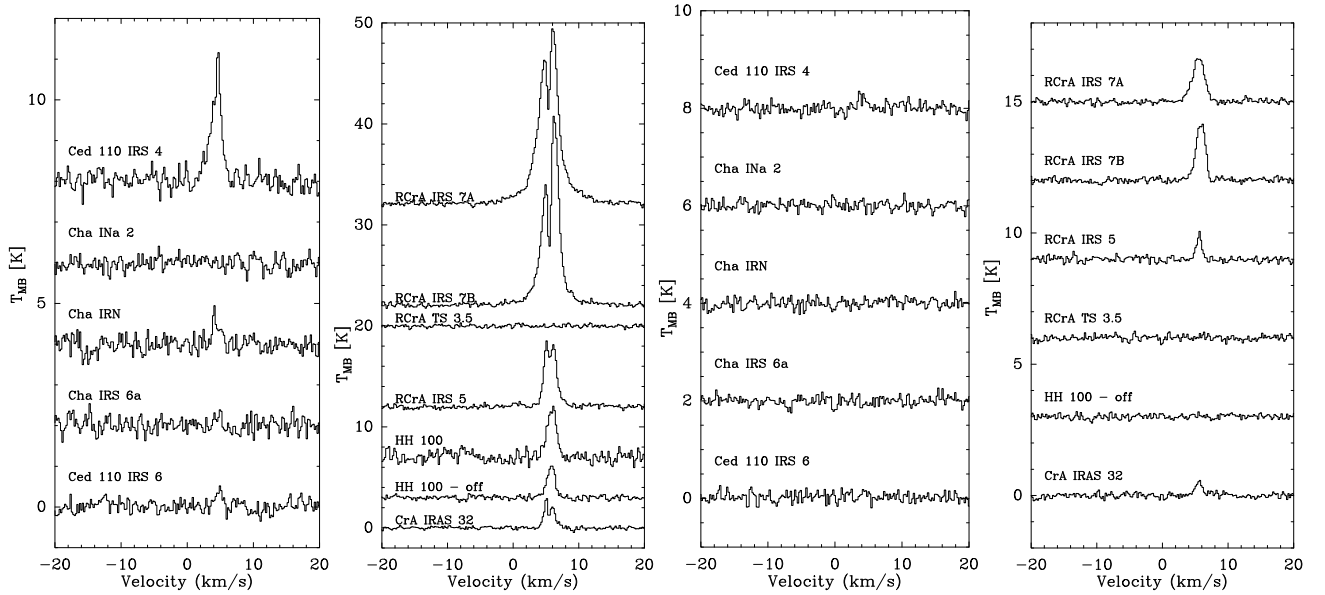 T_MB [K]
10
5
0
Ced 110 IRS 4
Cha INa 2
Cha IRN
Cha IRS 6a
Ced 110 IRS 6
−20 −10 0 10 20
Velocity (km/s)
T_MB [K]
50
40
30
20
10
0
RCrA IRS 7A
RCrA IRS 7B
RCrA TS 3.5
RCrA IRS 5
HH 100
HH 100 − off
CrA IRAS 32
−20 −10 0 10 20
Velocity (km/s)
T_MB [K]
10
8
6
4
2
0
Ced 110 IRS 4
Cha INa 2
Cha IRN
Cha IRS 6a
Ced 110 IRS 6
−20 −10 0 10 20
Velocity (km/s)
T_MB [K]
15
10
5
0
RCrA IRS 7A
RCrA IRS 7B
RCrA IRS 5
RCrA TS 3.5
HH 100 − off
CrA IRAS 32
−20 −10 0 10 20
Velocity (km/s)